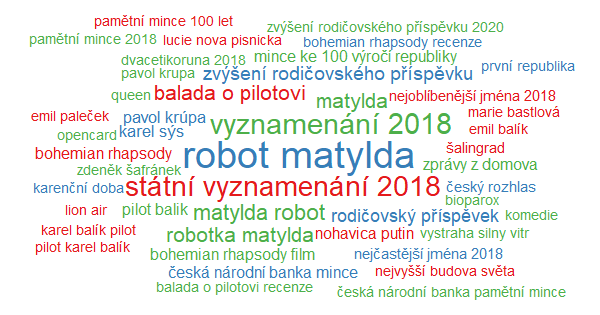 pamětní mince 100 let
zvýšení rodičovského příspěvku 2020
pamětní mince 2018 lucie nova pisnicka bohemian rhapsody recenze
dvacetikoruna 2018 mince ke 100 výročí republiky
pavol krupa zvýšení rodičovského příspěvku první republika
queen balada o pilotovi matylda nejoblíbenější jména 2018
emil paleček pavol krúpa vyznamenání 2018 marie bastlová
opencard karel sýs emil balík
bohemian rhapsody robot matylda šalingrad
zdeněk šafránek zprávy z domova
karenční doba státní vyznamenání 2018 český rozhlas
bioparox
lion air pilot balik matylda robot rodičovský příspěvek komedie
karel balík pilot robotka matylda nohavica putin vystraha silny vitr
pilot karel balík bohemian rhapsody film nejčastější jména 2018
česká národní banka mince nejvyšší budova světa
balada o pilotovi recenze česká národní banka pamětní mince